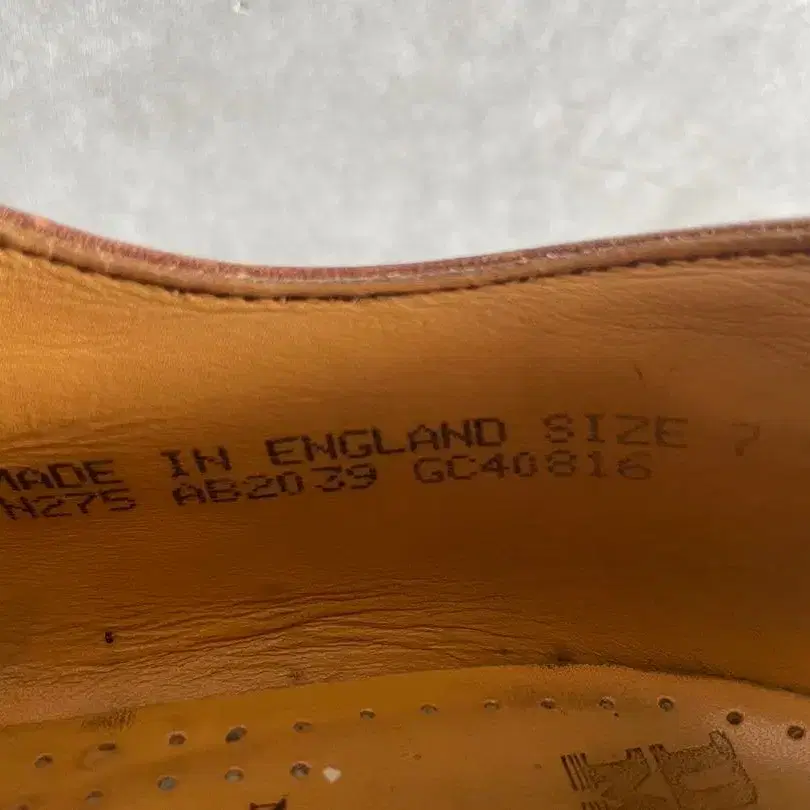 MADE IN ENGLAND SIZE 7
N275 AB2039 GC40816